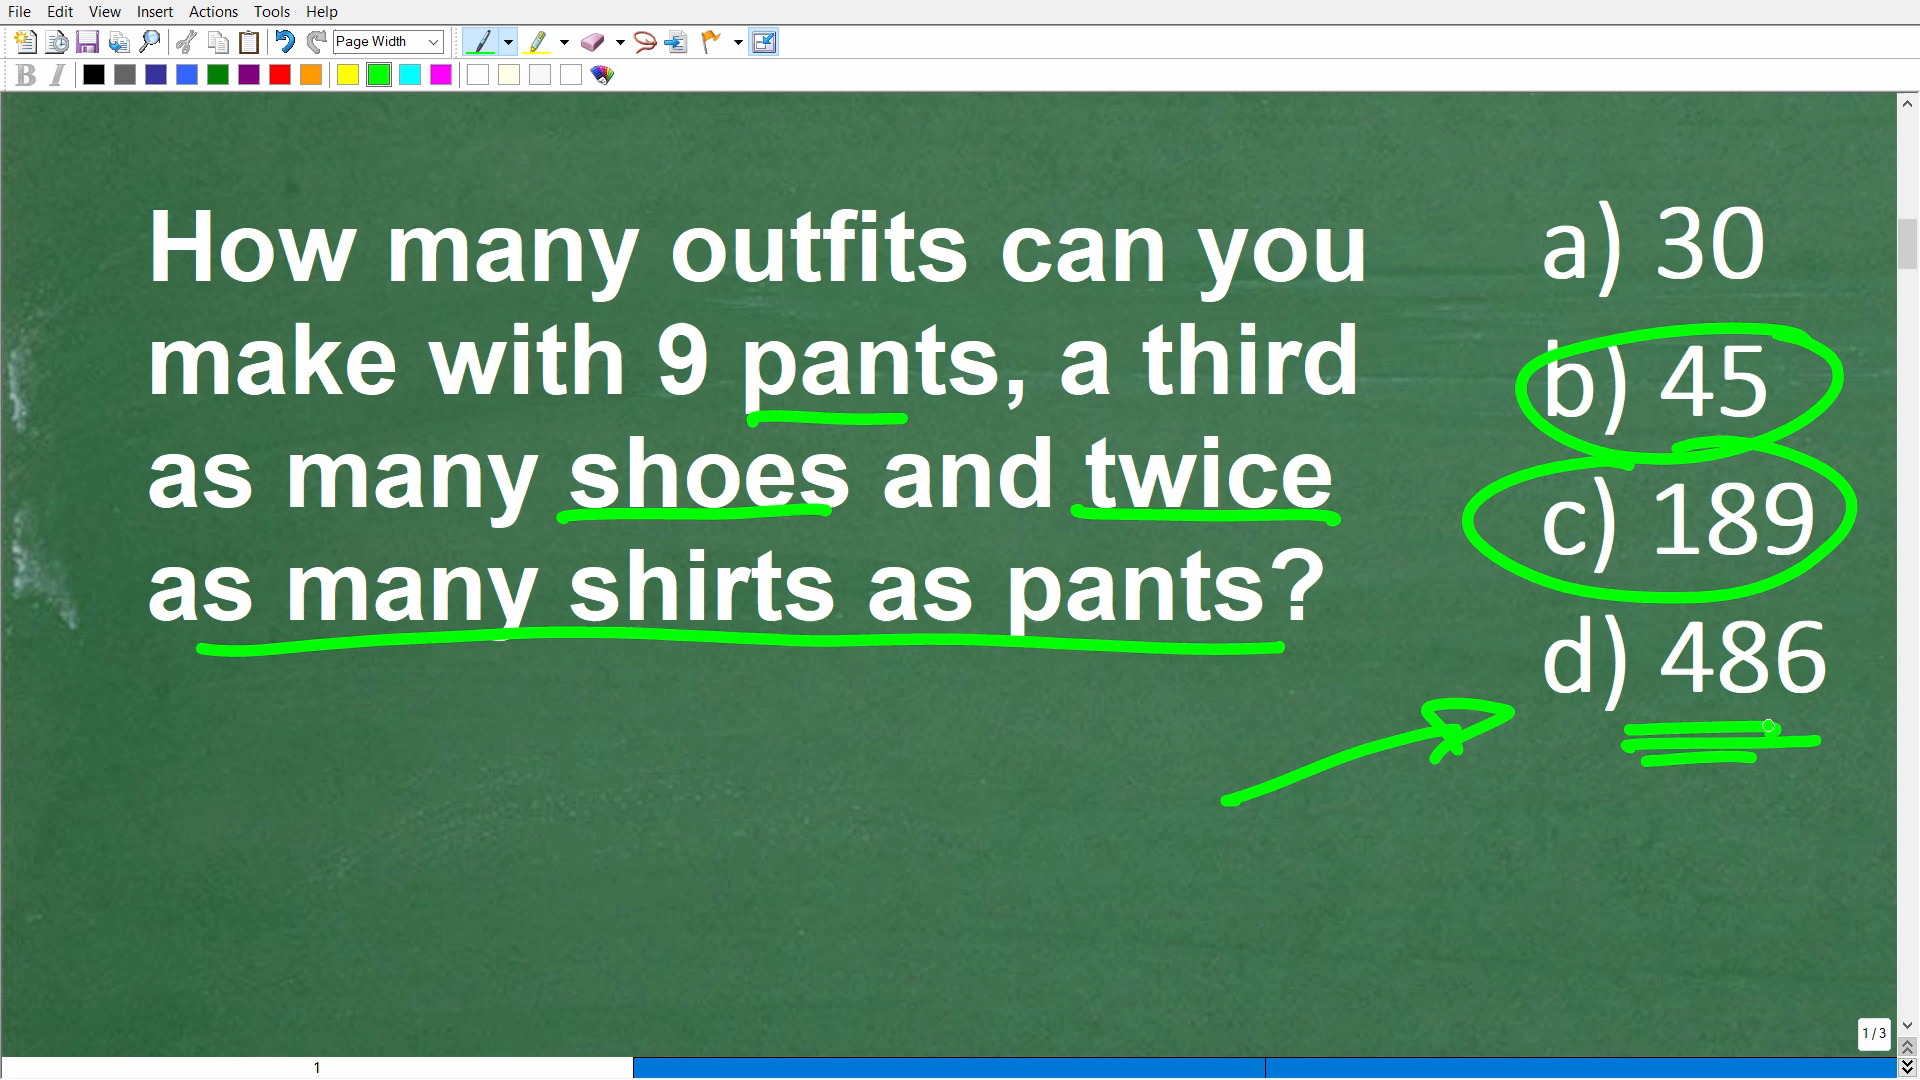 File Edit View Insert Actions Tools Help
Page Width
B I
How many outfits can you
make with 9 pants, a third
as many shoes and twice
as many shirts as pants?
a) 30
b) 45
c) 189
d) 486
1 / 3
1